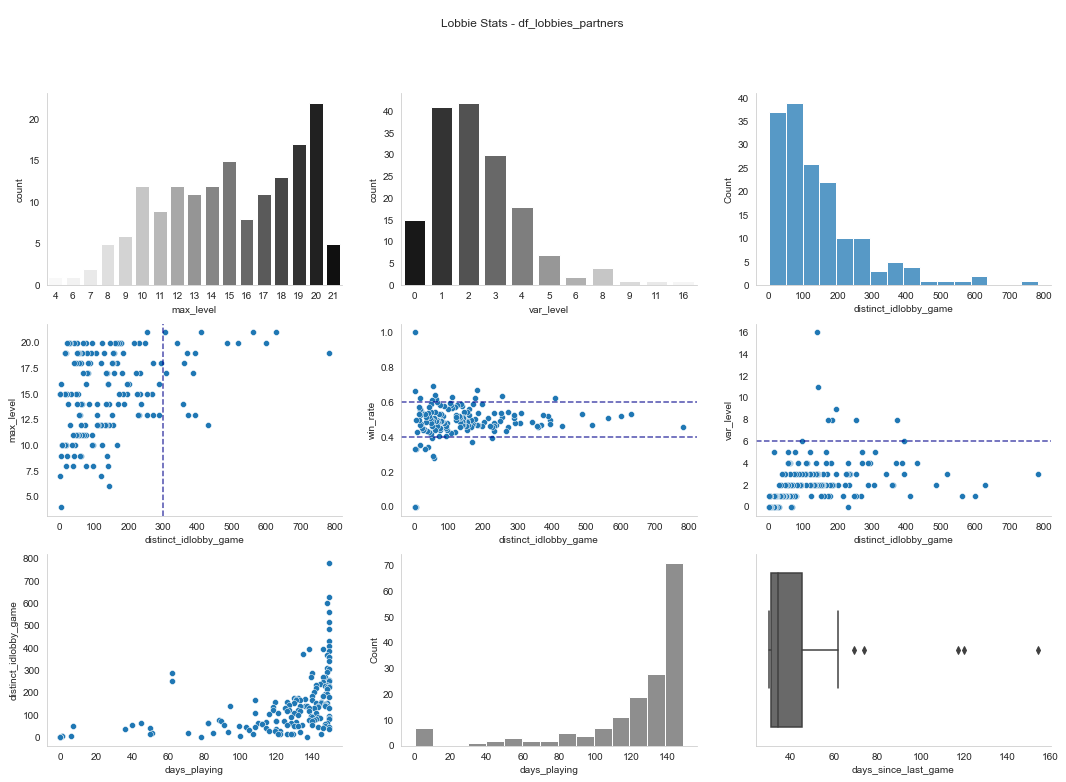 Lobbie Stats - df_lobbies_partners
count
20
15
10
5
0
4 6 7 8 9 10 11 12 13 14 15 16 17 18 19 20 21
max_level
count
40
35
30
25
20
15
10
5
0
0 1 2 3 4 5 6 8 9 11 16
var_level
Count
40
35
30
25
20
15
10
5
0
0 100 200 300 400 500 600 700 800
distinct_idlobby_game
max_level
20.0
17.5
15.0
12.5
10.0
7.5
5.0
0 100 200 300 400 500 600 700 800
distinct_idlobby_game
win_rate
1.0
0.8
0.6
0.4
0.2
0.0
0 100 200 300 400 500 600 700 800
distinct_idlobby_game
var_level
16
14
12
10
8
6
4
2
0
0 100 200 300 400 500 600 700 800
distinct_idlobby_game
distinct_idlobby_game
800
700
600
500
400
300
200
100
0
0 20 40 60 80 100 120 140
days_playing
Count
70
60
50
40
30
20
10
0
0 20 40 60 80 100 120 140
days_playing
40 60 80 100 120 140 160
days_since_last_game